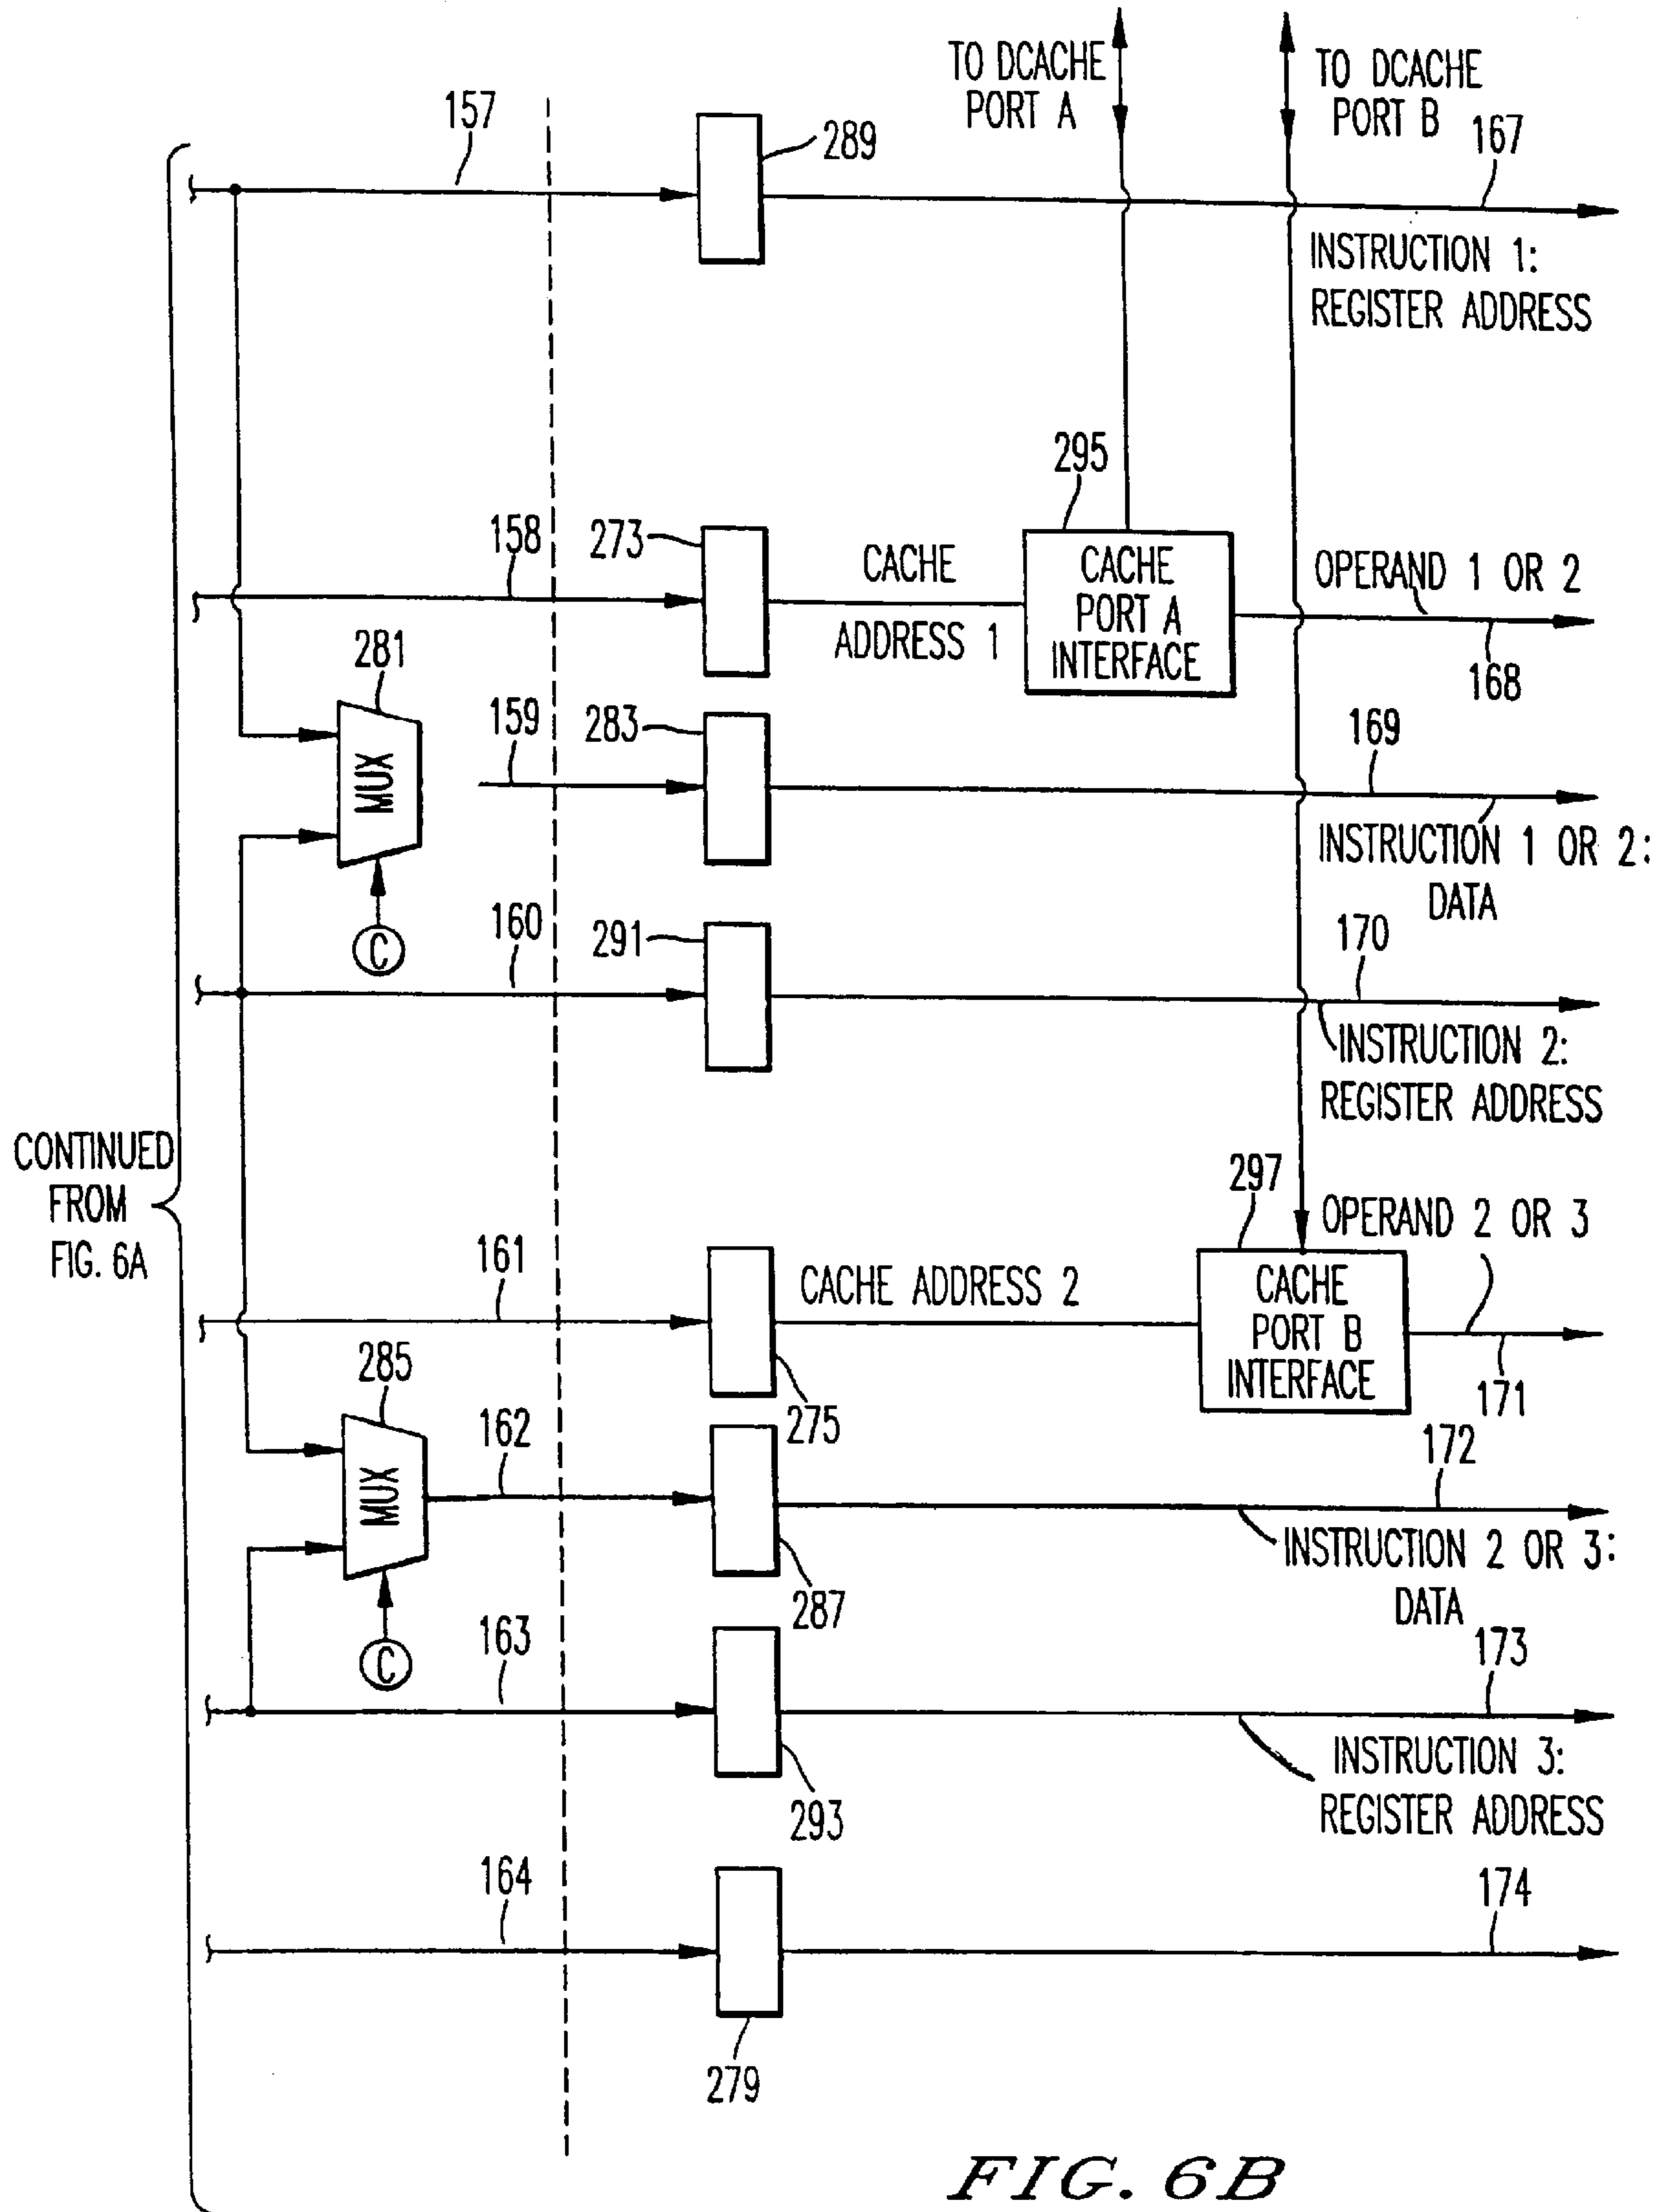 TO DCACHE
PORT A
TO DCACHE
PORT B
157
289
167
INSTRUCTION 1:
REGISTER ADDRESS
295
158
273
CACHE
ADDRESS 1
CACHE
PORT A
INTERFACE
OPERAND 1 OR 2
168
281
MUX
C
159
283
169
INSTRUCTION 1 OR 2:
DATA
160
291
170
INSTRUCTION 2:
REGISTER ADDRESS
CONTINUED
FROM
FIG. 6A
297
OPERAND 2 OR 3
161
CACHE ADDRESS 2
CACHE
PORT B
INTERFACE
275
171
285
MUX
C
162
172
287
INSTRUCTION 2 OR 3:
DATA
163
173
293
INSTRUCTION 3:
REGISTER ADDRESS
164
174
279
FIG. 6B